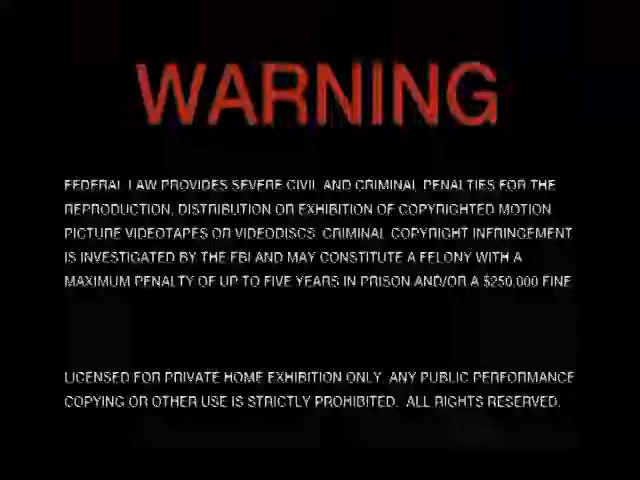 WARNING
FEDERAL LAW PROVIDES SEVERE CIVIL AND CRIMINAL PENALTIES FOR THE
REPRODUCTION, DISTRIBUTION OR EXHIBITION OF COPYRIGHTED MOTION
PICTURE VIDEOTAPES OR VIDEODISCS. CRIMINAL COPYRIGHT INFRINGEMENT
IS INVESTIGATED BY THE FBI AND MAY CONSTITUTE A FELONY WITH A
MAXIMUM PENALTY OF UP TO FIVE YEARS IN PRISON AND/OR A $250,000 FINE
LICENSED FOR PRIVATE HOME EXHIBITION ONLY. ANY PUBLIC PERFORMANCE
COPYING OR OTHER USE IS STRICTLY PROHIBITED. ALL RIGHTS RESERVED.